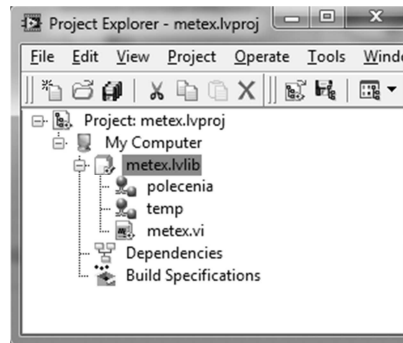 Project Explorer - metex.lvproj
File Edit View Project Operate Tools
Project: metex.lvproj
My Computer
metex.lvlib
polecenia
temp
metex.vi
Dependencies
Build Specifications